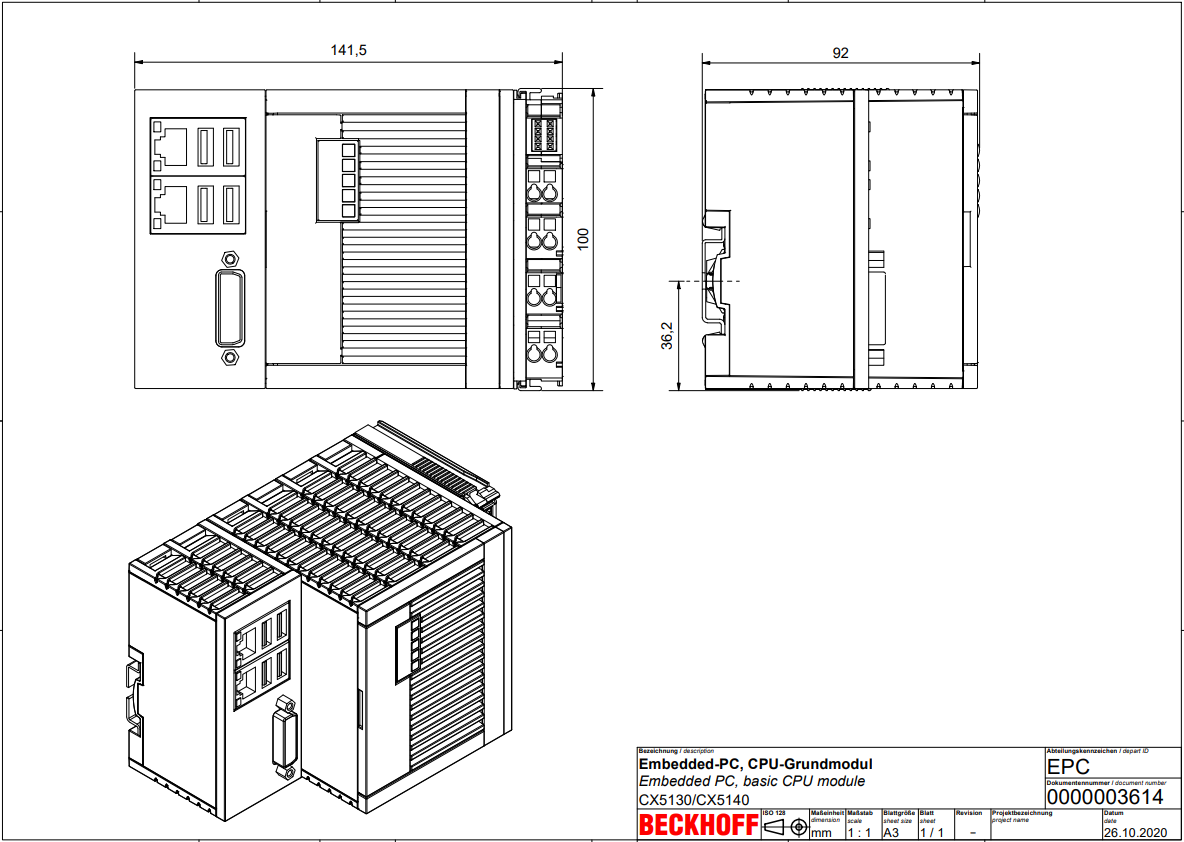 141,5
92
100
36,2
Bezeichnung / description
Embedded-PC, CPU-Grundmodul
Embedded PC, basic CPU module
CX5130/CX5140
Abteilungskennzeichen / depart ID
EPC
Dokumentennummer / document number
0000003614
BECKHOFF
ISO 128
Maßeinheit
dimension
mm
Maßstab
scale
1 : 1
Blattgröße
sheet size
A3
Blatt
sheet
1 / 1
Revision
–
Projektbezeichnung
project name
Datum
date
26.10.2020